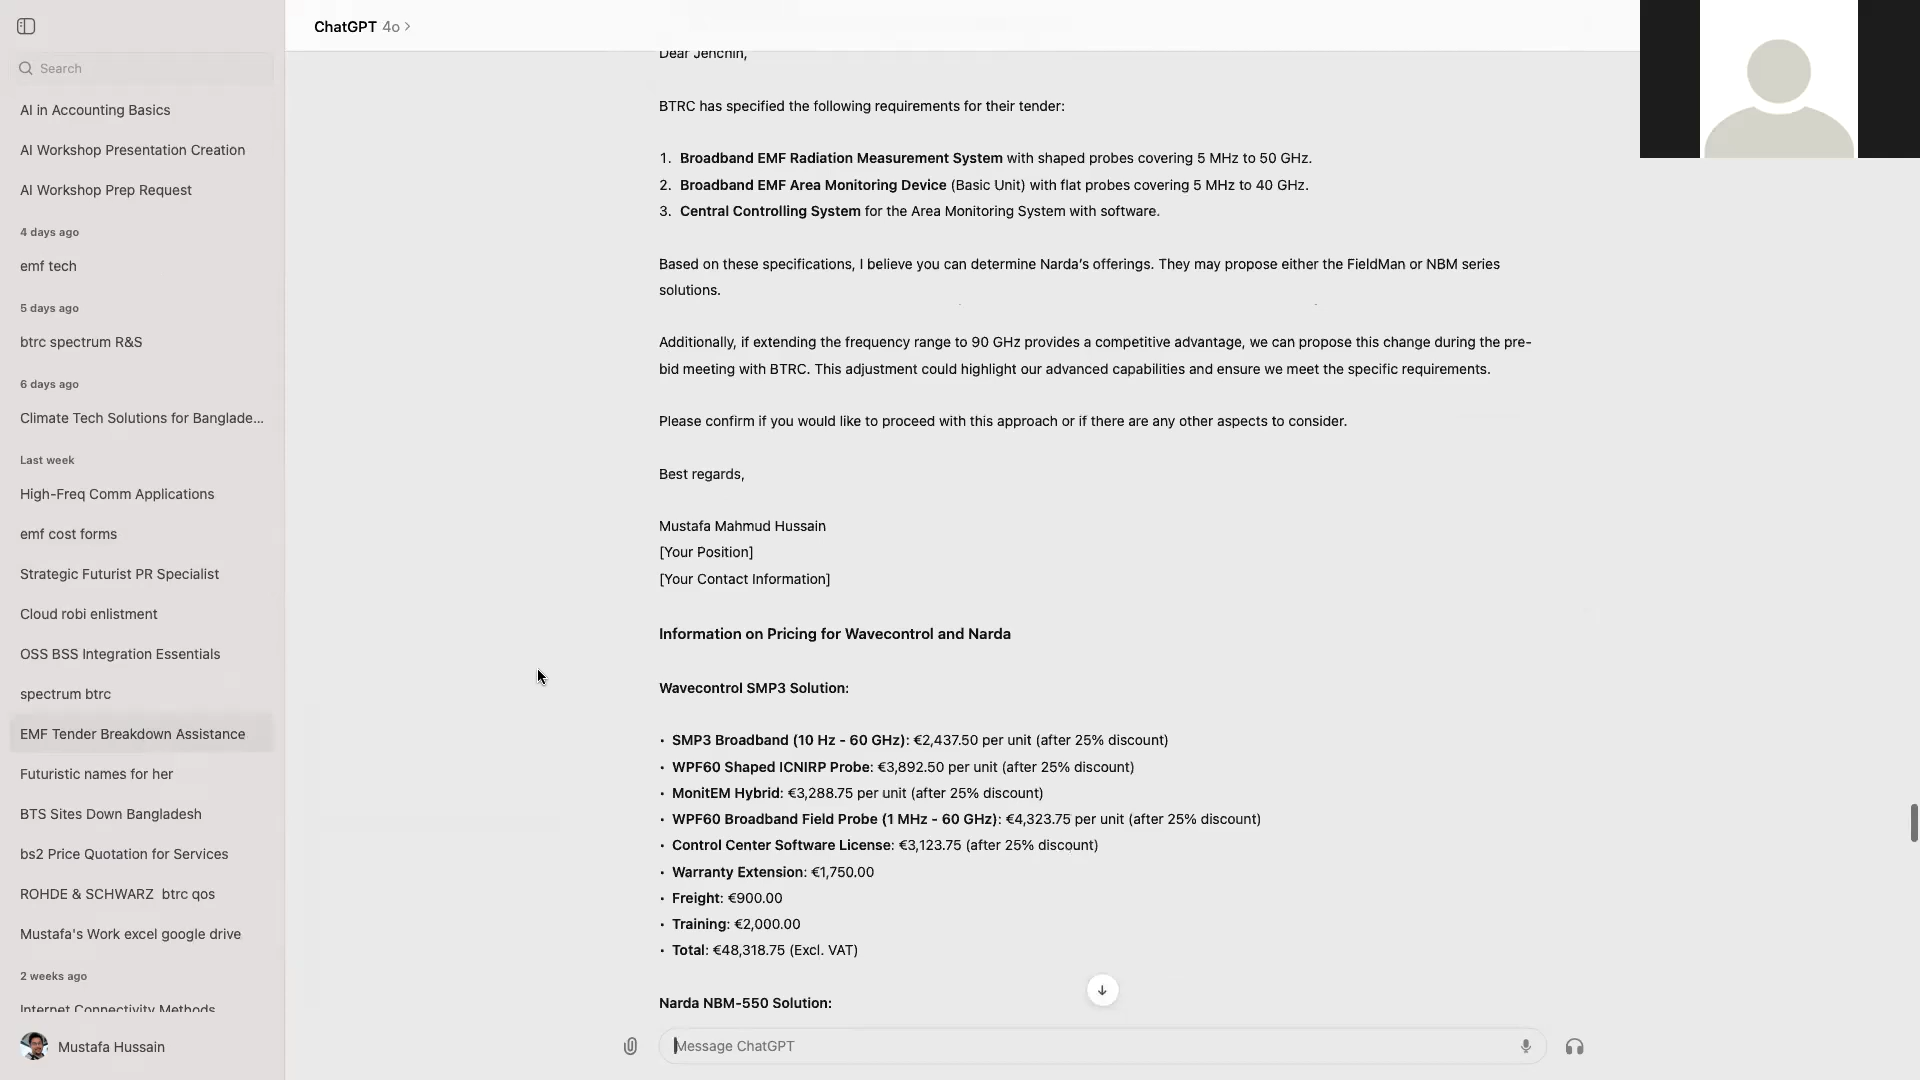 ChatGPT 4o >
Search
AI in Accounting Basics
AI Workshop Presentation Creation
AI Workshop Prep Request
4 days ago
emf tech
5 days ago
btrc spectrum R&S
6 days ago
Climate Tech Solutions for Banglade...
Last week
High-Freq Comm Applications
emf cost forms
Strategic Futurist PR Specialist
Cloud robi enlistment
OSS BSS Integration Essentials
spectrum btrc
EMF Tender Breakdown Assistance
Futuristic names for her
BTS Sites Down Bangladesh
bs2 Price Quotation for Services
ROHDE & SCHWARZ btrc qos
Mustafa's Work excel google drive
2 weeks ago
Internet Connectivity Methods
Mustafa Hussain
Dear Jenchin,
BTRC has specified the following requirements for their tender:
1. Broadband EMF Radiation Measurement System with shaped probes covering 5 MHz to 50 GHz.
2. Broadband EMF Area Monitoring Device (Basic Unit) with flat probes covering 5 MHz to 40 GHz.
3. Central Controlling System for the Area Monitoring System with software.
Based on these specifications, I believe you can determine Narda's offerings. They may propose either the FieldMan or NBM series
solutions.
Additionally, if extending the frequency range to 90 GHz provides a competitive advantage, we can propose this change during the pre-
bid meeting with BTRC. This adjustment could highlight our advanced capabilities and ensure we meet the specific requirements.
Please confirm if you would like to proceed with this approach or if there are any other aspects to consider.
Best regards,
Mustafa Mahmud Hussain
[Your Position]
[Your Contact Information]
Information on Pricing for Wavecontrol and Narda
Wavecontrol SMP3 Solution:
• SMP3 Broadband (10 Hz - 60 GHz): €2,437.50 per unit (after 25% discount)
• WPF60 Shaped ICNIRP Probe: €3,892.50 per unit (after 25% discount)
• MonitEM Hybrid: €3,288.75 per unit (after 25% discount)
• WPF60 Broadband Field Probe (1 MHz - 60 GHz): €4,323.75 per unit (after 25% discount)
• Control Center Software License: €3,123.75 (after 25% discount)
• Warranty Extension: €1,750.00
• Freight: €900.00
• Training: €2,000.00
• Total: €48,318.75 (Excl. VAT)
Narda NBM-550 Solution:
Message ChatGPT